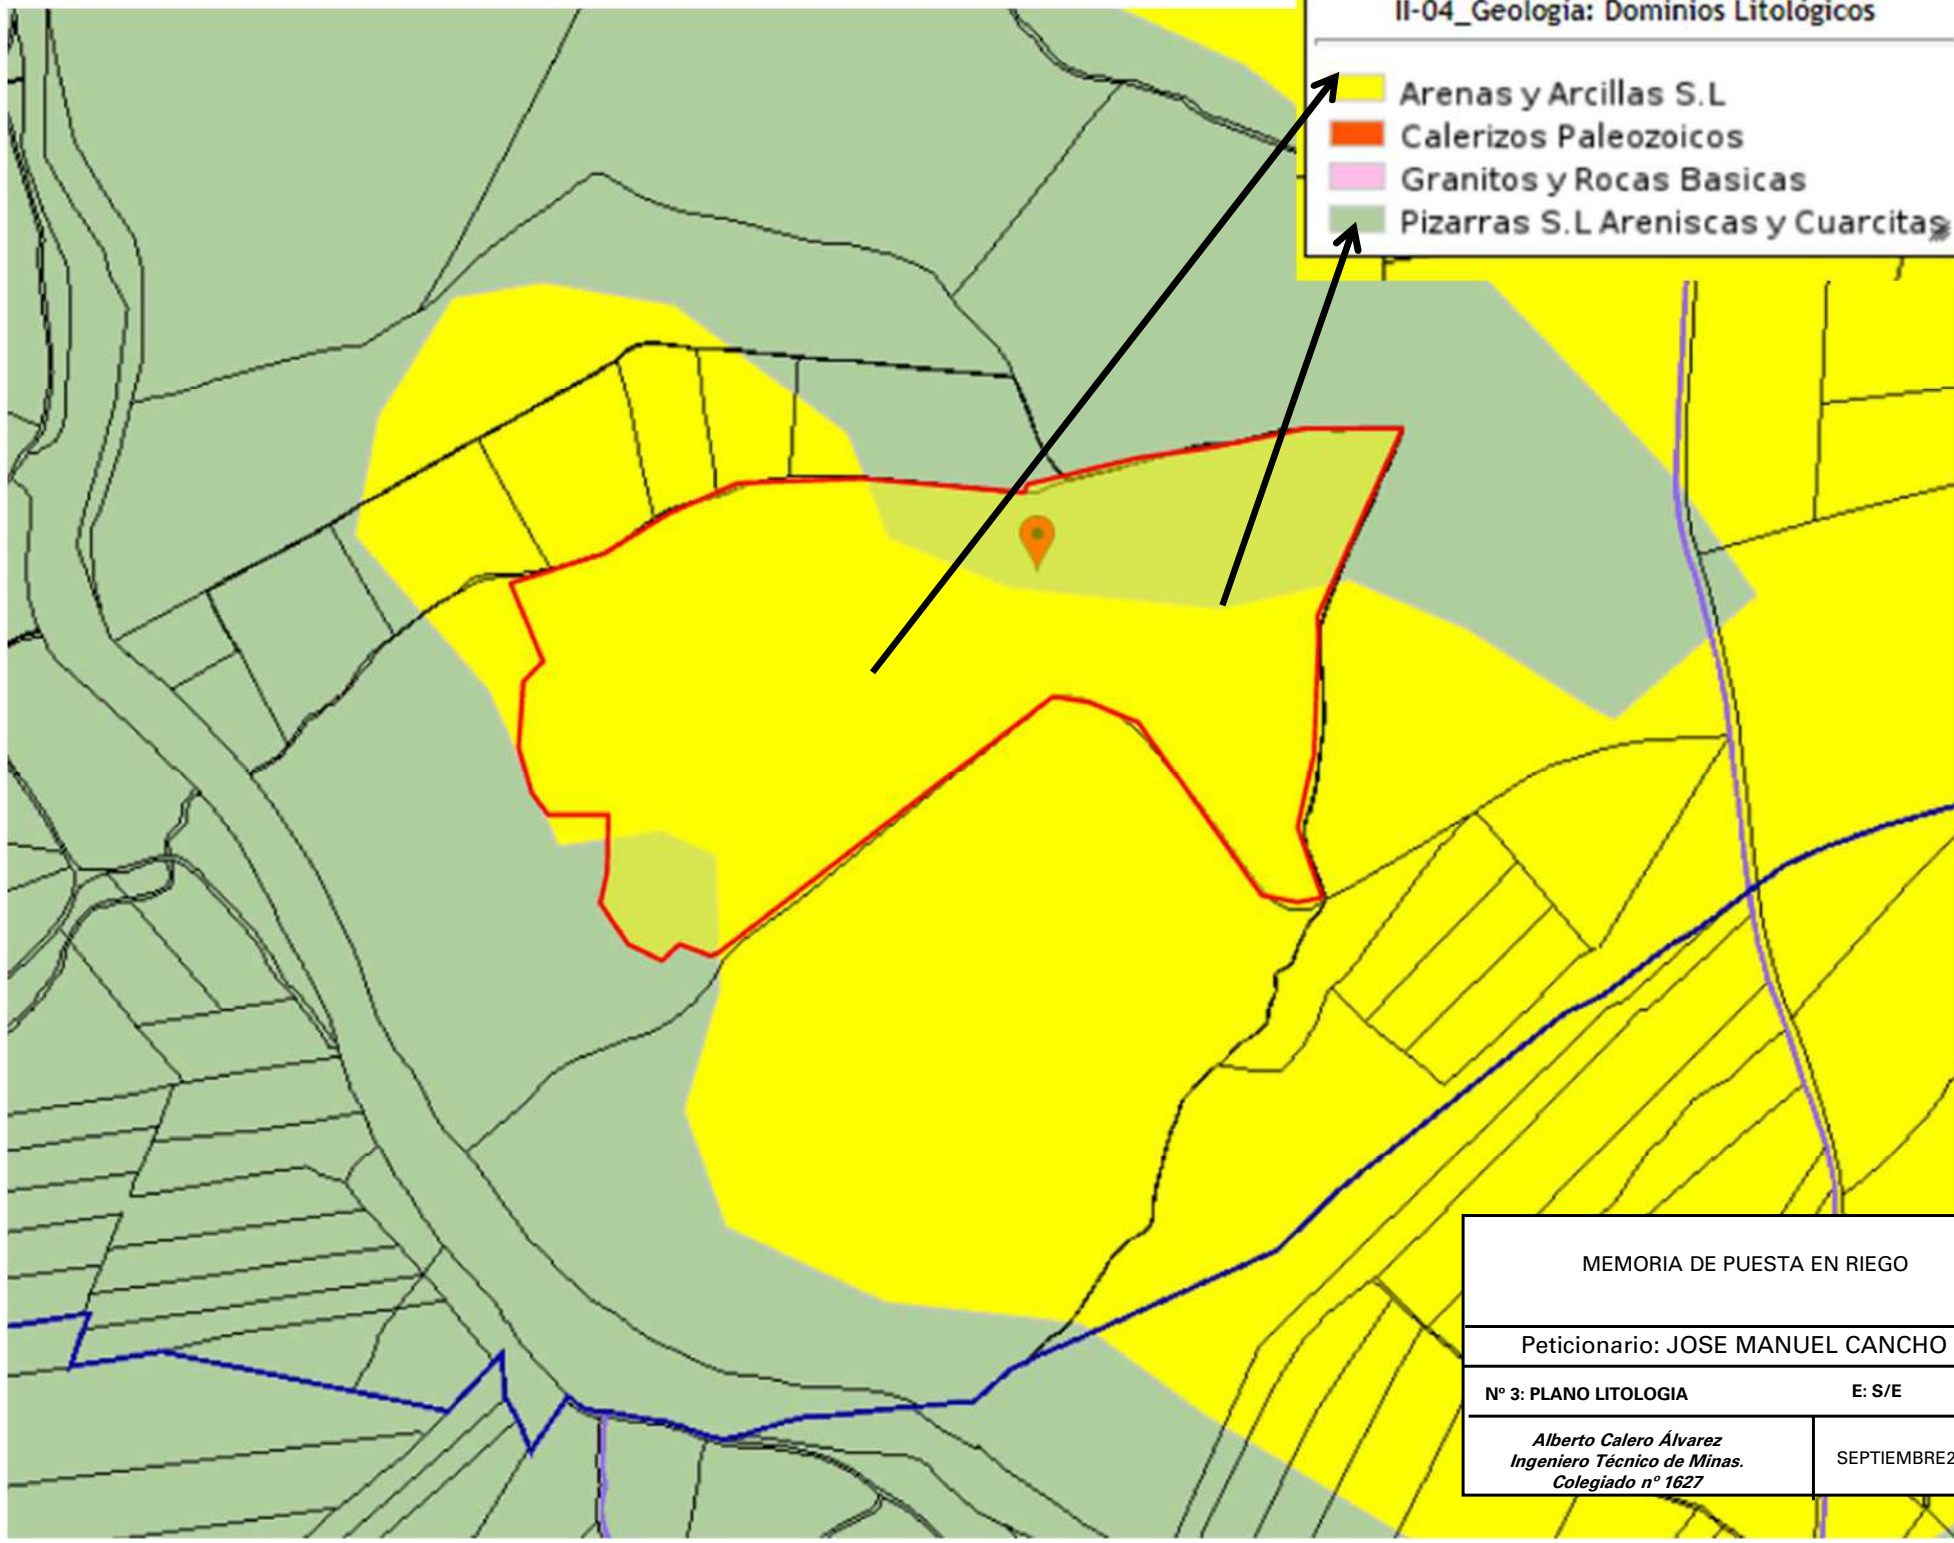 II-04_Geología: Dominios Litológicos
Arenas y Arcillas S.L
Calerizos Paleozoicos
Granitos y Rocas Basicas
Pizarras S.L Areniscas y Cuarcitas
MEMORIA DE PUESTA EN RIEGO
Peticionario: JOSE MANUEL CANCHO
Nº 3: PLANO LITOLOGIA E: S/E
Alberto Calero Álvarez
Ingeniero Técnico de Minas.
Colegiado nº 1627
SEPTIEMBRE2